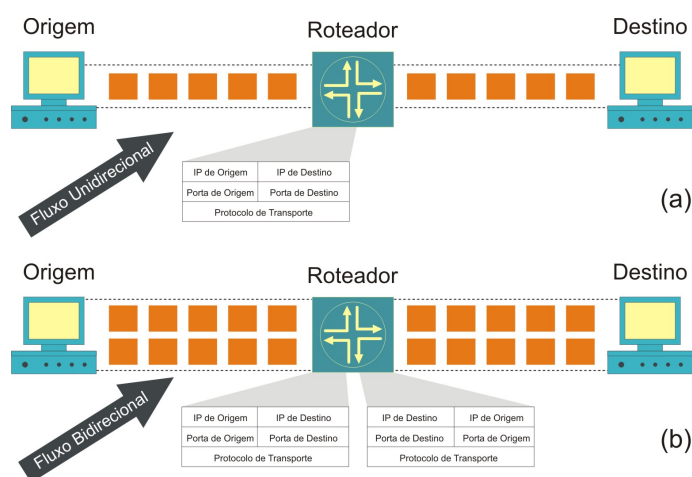 Origem Roteador Destino
Fluxo Unidirecional
IP de Origem IP de Destino
Porta de Origem Porta de Destino
Protocolo de Transporte
(a)
Origem Roteador Destino
Fluxo Bidirecional
IP de Origem IP de Destino IP de Destino IP de Origem
Porta de Origem Porta de Destino Porta de Destino Porta de Origem
Protocolo de Transporte Protocolo de Transporte
(b)